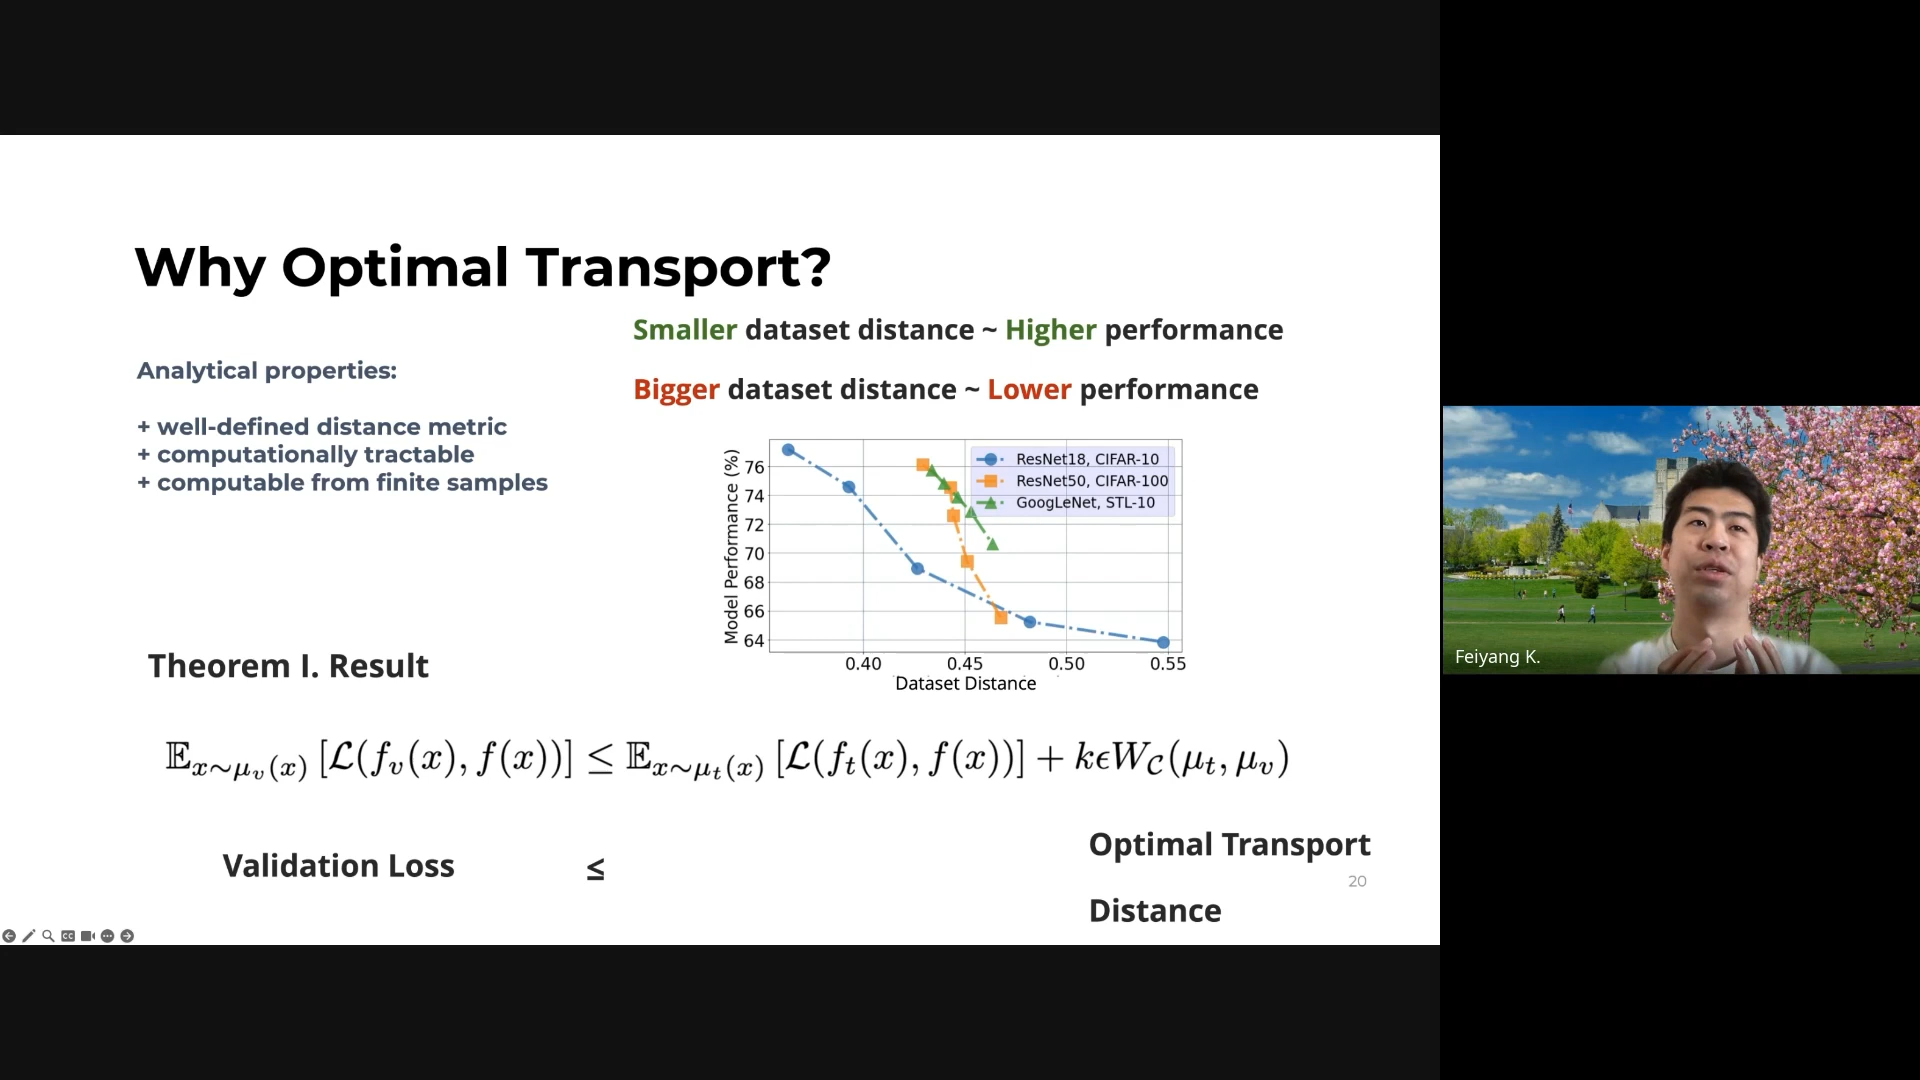 Why Optimal Transport?
Smaller dataset distance ~ Higher performance
Bigger dataset distance ~ Lower performance
Analytical properties:
+ well-defined distance metric
+ computationally tractable
+ computable from finite samples
Model Performance (%)
76
74
72
70
68
66
64
ResNet18, CIFAR-10
ResNet50, CIFAR-100
GoogLeNet, STL-10
0.40 0.45 0.50 0.55
Dataset Distance
Theorem I. Result
𝔼_{x∼μ_v(x)} [ℒ(f_v(x), f(x))] ≤ 𝔼_{x∼μ_t(x)} [ℒ(f_t(x), f(x))] + kϵW_𝒞(μ_t, μ_v)
Validation Loss ≤
Optimal Transport
Distance
20
Feiyang K.